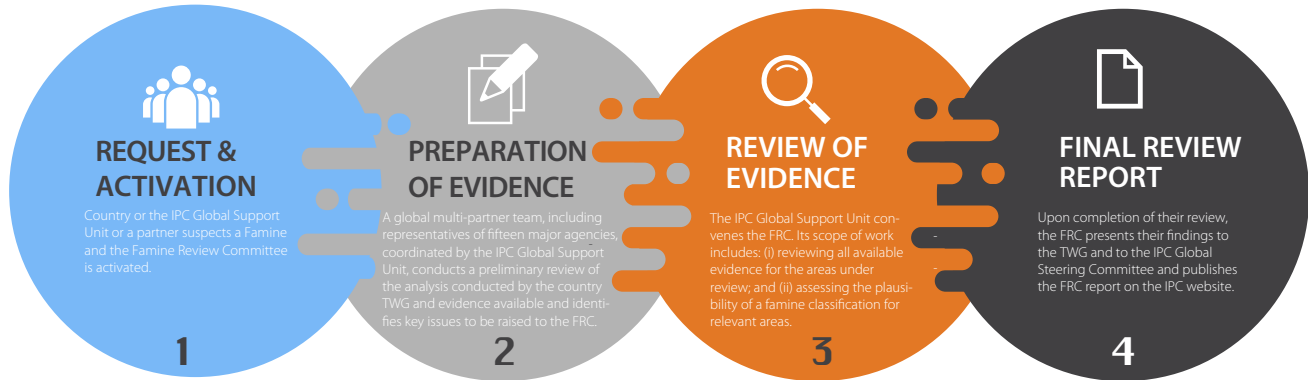 REQUEST &
ACTIVATION
Country or the IPC Global Support
Unit or a partner suspects a Famine
and the Famine Review Committee
is activated.
1
PREPARATION
OF EVIDENCE
A global multi-partner team, including
representatives of fifteen major agencies,
coordinated by the IPC Global Support
Unit, conducts a preliminary review of
the analysis conducted by the country
TWG and evidence available and identi-
fies key issues to be raised to the FRC.
2
REVIEW OF
EVIDENCE
The IPC Global Support Unit con-
venes the FRC. Its scope of work
includes: (i) reviewing all available
evidence for the areas under
review; and (ii) assessing the plausi-
bility of a famine classification for
relevant areas.
3
FINAL REVIEW
REPORT
Upon completion of their review,
the FRC presents their findings to
the TWG and to the IPC Global
Steering Committee and publishes
the FRC report on the IPC website.
4